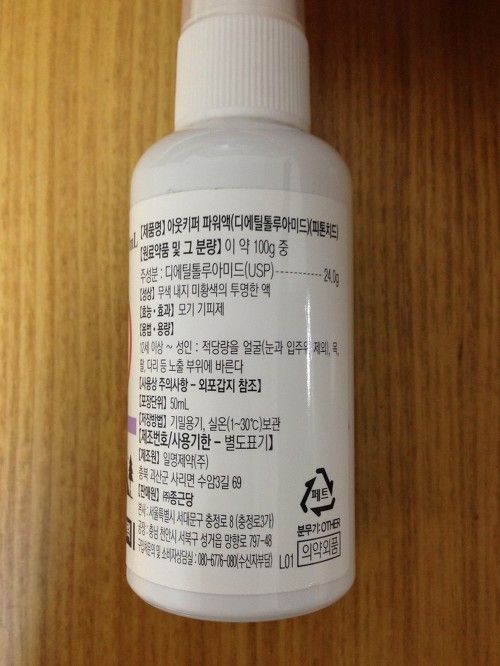 mL
【제품명】 아웃키퍼 파워액(디에틸톨루아미드)(피톤치드)
【원료약품 및 그 분량】 이 약 100g 중
주성분 : 디에틸톨루아미드(USP)-----------24.0g
【성상】 무색 내지 미황색의 투명한 액
【효능·효과】 모기 기피제
【용법·용량】
12세 이상 ~ 성인 : 적당량을 얼굴(눈과 입주위 제외), 목,
팔, 다리 등 노출 부위에 바른다
【사용상 주의사항 - 외포갑지 참조】
【포장단위】 50mL
【저장방법】 기밀용기, 실온(1~30℃)보관
【제조번호/사용기한 - 별도표기】
【제조원】 일명제약(주)
충북 괴산군 사리면 수암3길 69
【판매원】 ㈜종근당
본사 : 서울특별시 서대문구 충정로 8 (충정로3가)
공장 : 충남 천안시 서북구 성거읍 망향로 797-48
구입처문의 및 소비자상담실 : 080-6776-080(수신자부담)
L01
페트
분무기: OTHER
의약외품